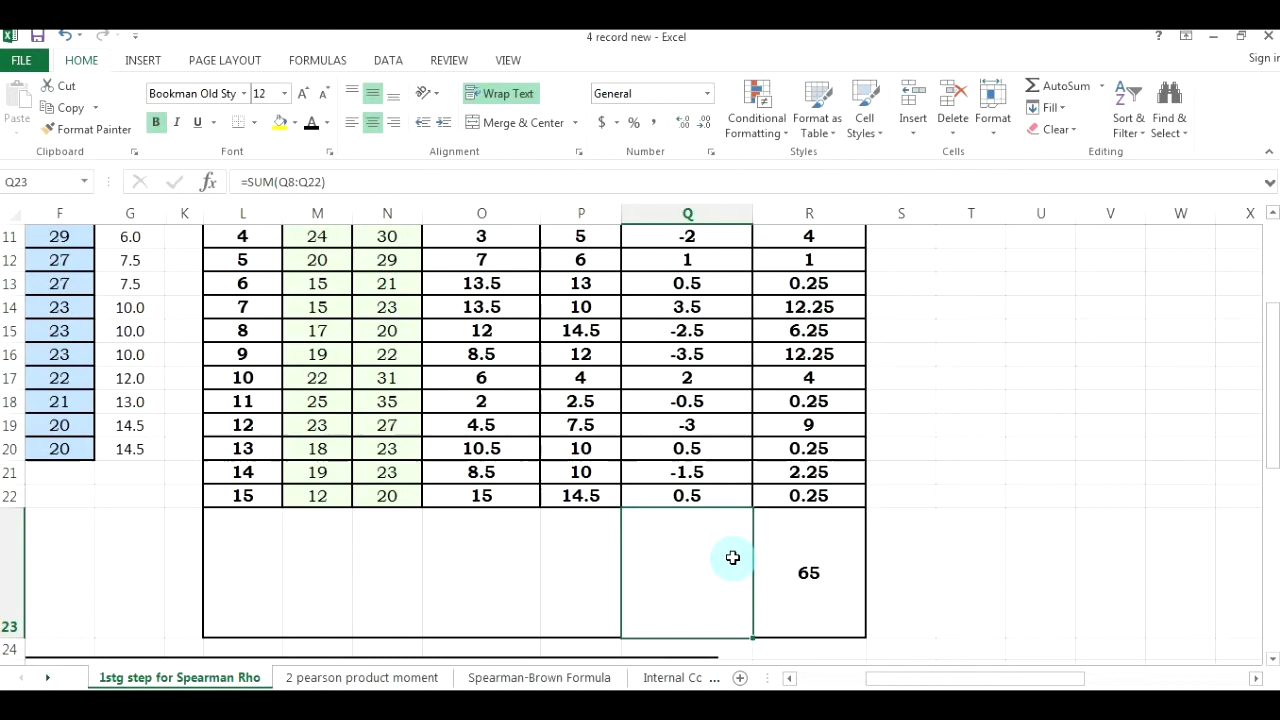 4 record new - Excel
Sign in
FILE HOME INSERT PAGE LAYOUT FORMULAS DATA REVIEW VIEW
Paste
Cut
Copy
Format Painter
Clipboard
Bookman Old Sty 12
B I U
Font
Wrap Text
Merge & Center
Alignment
General
$ % ,
Number
Conditional Formatting
Format as Table
Cell Styles
Styles
Insert Delete Format
Cells
AutoSum
Fill
Clear
Sort & Filter
Find & Select
Editing
Q23 fx =SUM(Q8:Q22)
F G K L M N O P Q R S T U V W X
11 29 6.0 4 24 30 3 5 -2 4
12 27 7.5 5 20 29 7 6 1 1
13 27 7.5 6 15 21 13.5 13 0.5 0.25
14 23 10.0 7 15 23 13.5 10 3.5 12.25
15 23 10.0 8 17 20 12 14.5 -2.5 6.25
16 23 10.0 9 19 22 8.5 12 -3.5 12.25
17 22 12.0 10 22 31 6 4 2 4
18 21 13.0 11 25 35 2 2.5 -0.5 0.25
19 20 14.5 12 23 27 4.5 7.5 -3 9
20 20 14.5 13 18 23 10.5 10 0.5 0.25
21 14 19 23 8.5 10 -1.5 2.25
22 15 12 20 15 14.5 0.5 0.25
23 65
24
1stg step for Spearman Rho 2 pearson product moment Spearman-Brown Formula Internal Cc ...